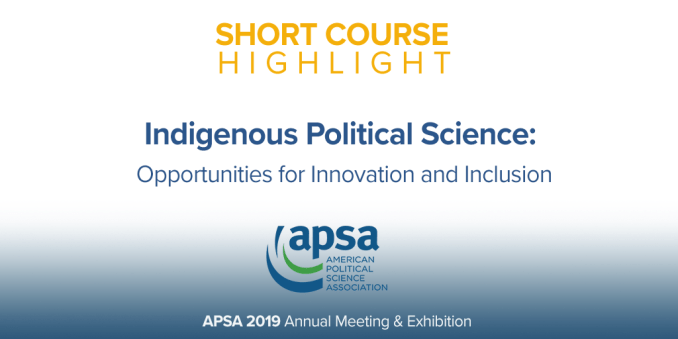 SHORT COURSE
HIGHLIGHT
Indigenous Political Science:
Opportunities for Innovation and Inclusion
apsa
AMERICAN
POLITICAL
SCIENCE
ASSOCIATION
APSA 2019 Annual Meeting & Exhibition